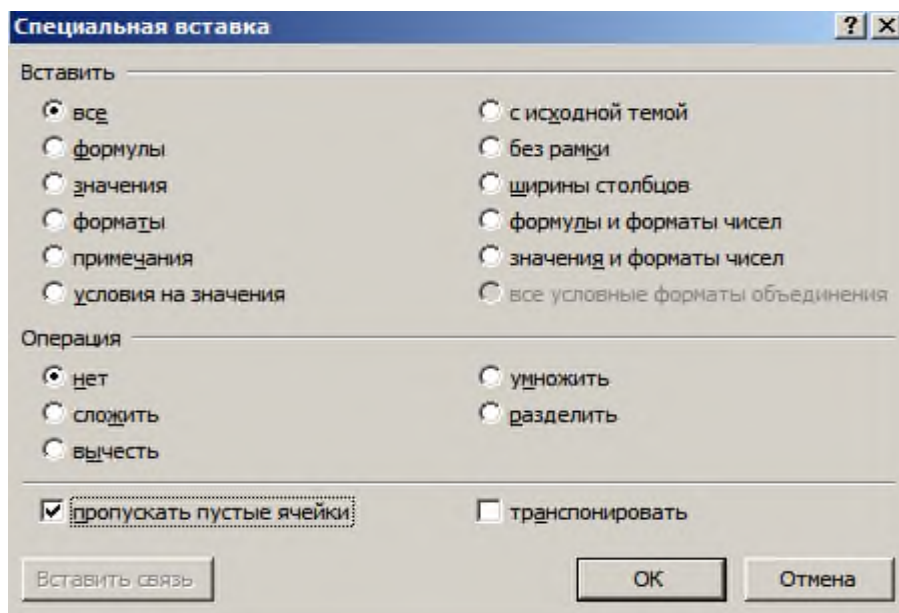 Специальная вставка
Вставить
все
с исходной темой
формулы
без рамки
значения
ширины столбцов
форматы
формулы и форматы чисел
примечания
значения и форматы чисел
условия на значения
все условные форматы объединения
Операция
нет
умножить
сложить
разделить
вычесть
пропускать пустые ячейки
транспонировать
Вставить связь
ОК
Отмена